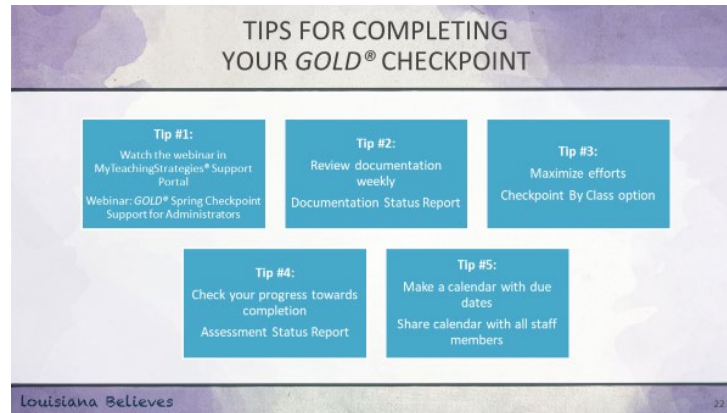 TIPS FOR COMPLETING
YOUR GOLD® CHECKPOINT
Tip #1:
Watch the webinar in
MyTeachingStrategies® Support
Portal
Webinar: GOLD® Spring Checkpoint
Support for Administrators
Tip #2:
Review documentation
weekly
Documentation Status Report
Tip #3:
Maximize efforts
Checkpoint By Class option
Tip #4:
Check your progress towards
completion
Assessment Status Report
Tip #5:
Make a calendar with due
dates
Share calendar with all staff
members
Louisiana Believes
22